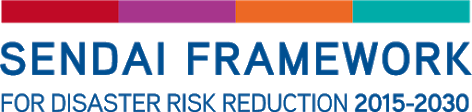 SENDAI FRAMEWORK
FOR DISASTER RISK REDUCTION 2015-2030